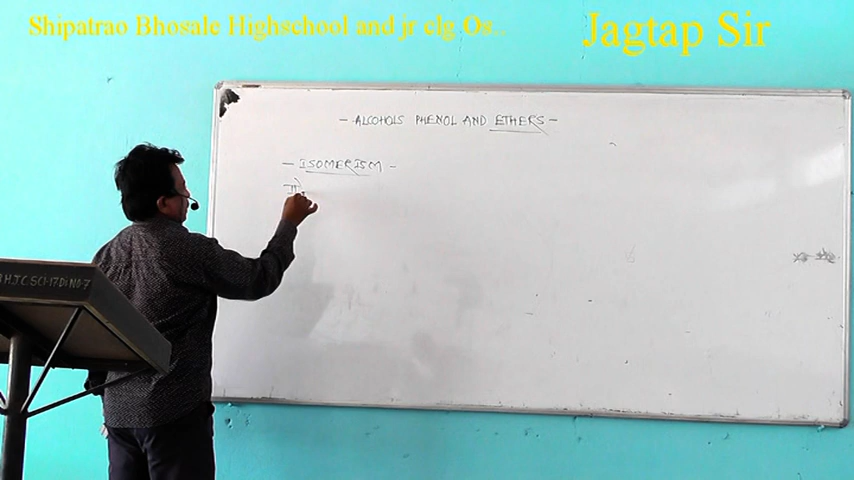 Shipatrao Bhosale Highschool and jr clg Os..
Jagtap Sir
- ALCOHOLS PHENOL AND ETHERS -
- ISOMERISM -